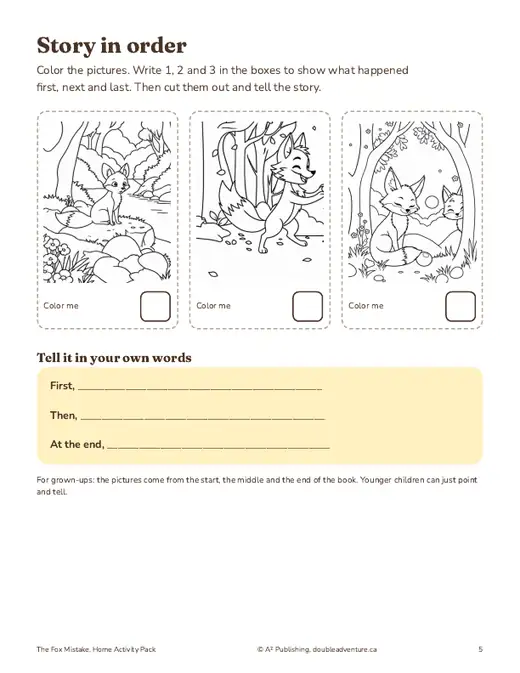 Story in order
Color the pictures. Write 1, 2 and 3 in the boxes to show what happened
first, next and last. Then cut them out and tell the story.
Color me
Color me
Color me
Tell it in your own words
First, ______________________________________________
Then, ______________________________________________
At the end, __________________________________________
For grown-ups: the pictures come from the start, the middle and the end of the book. Younger children can just point
and tell.
The Fox Mistake, Home Activity Pack
© A² Publishing, doubleadventure.ca
5